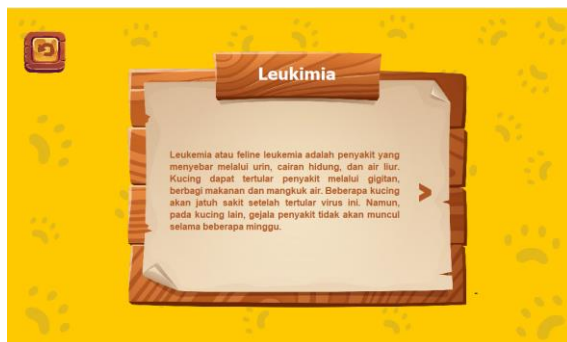 Leukimia
Leukemia atau feline leukemia adalah penyakit yang
menyebar melalui urin, cairan hidung, dan air liur.
Kucing dapat tertular penyakit melalui gigitan,
berbagi makanan dan mangkuk air. Beberapa kucing
akan jatuh sakit setelah tertular virus ini. Namun,
pada kucing lain, gejala penyakit tidak akan muncul
selama beberapa minggu.